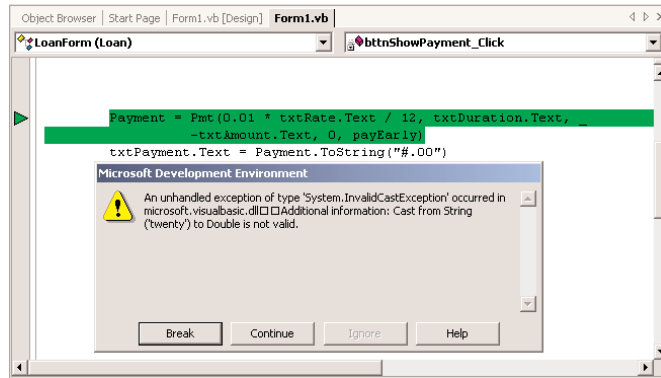 Object Browser Start Page Form1.vb [Design] Form1.vb
LoanForm (Loan) bttnShowPayment_Click
Payment = Pmt(0.01 * txtRate.Text / 12, txtDuration.Text, _
-txtAmount.Text, 0, payEarly)
txtPayment.Text = Payment.ToString("#.00")
Microsoft Development Environment
An unhandled exception of type 'System.InvalidCastException' occurred in
microsoft.visualbasic.dll□□Additional information: Cast from String
('twenty') to Double is not valid.
Break Continue Ignore Help